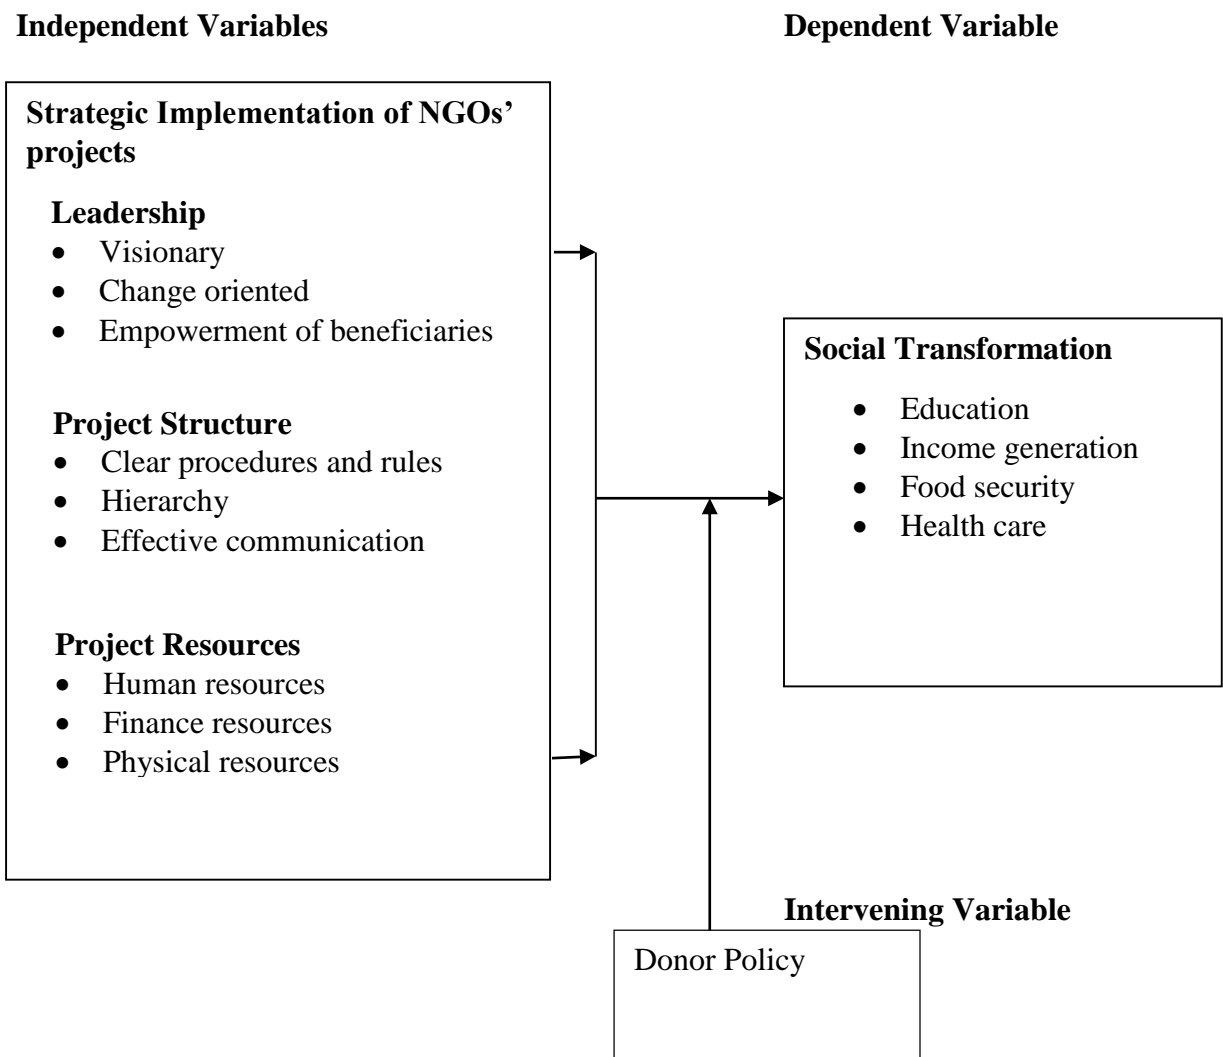 Independent Variables
Dependent Variable
Strategic Implementation of NGOs’
projects
Leadership
• Visionary
• Change oriented
• Empowerment of beneficiaries
Project Structure
• Clear procedures and rules
• Hierarchy
• Effective communication
Project Resources
• Human resources
• Finance resources
• Physical resources
Social Transformation
• Education
• Income generation
• Food security
• Health care
Intervening Variable
Donor Policy